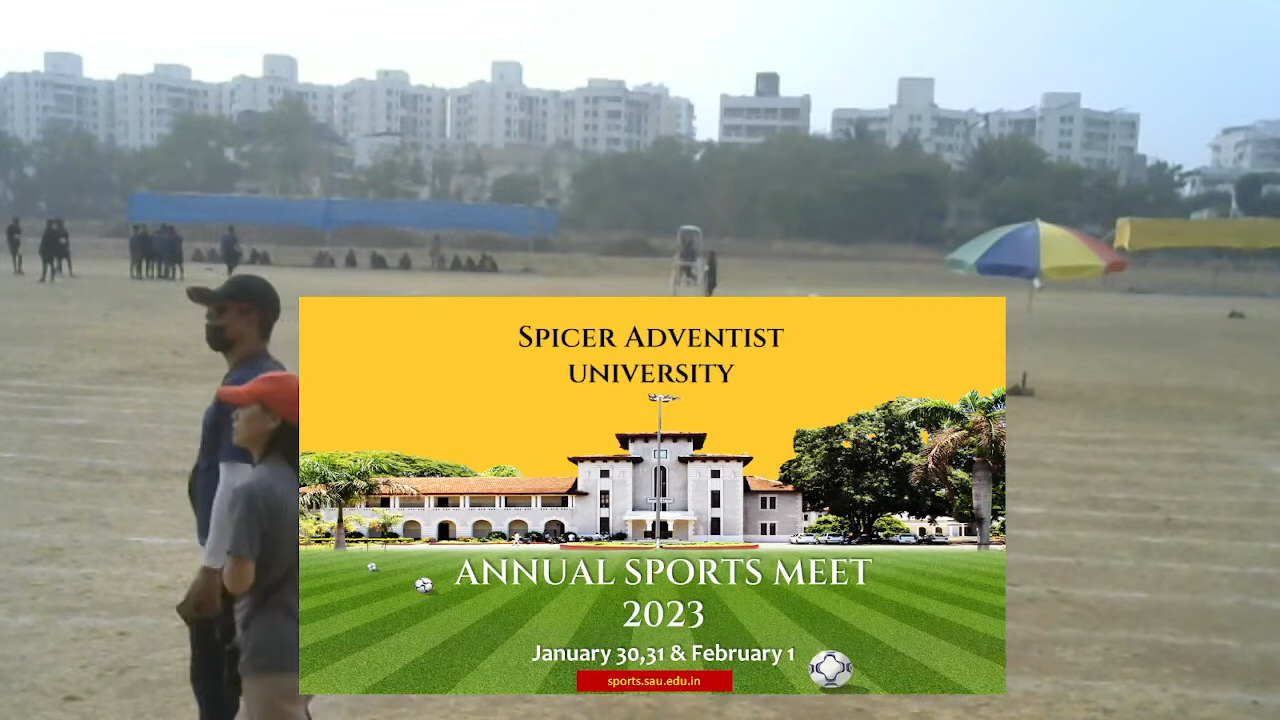 SPICER ADVENTIST
UNIVERSITY
ANNUAL SPORTS MEET
2023
January 30,31 & February 1
sports.sau.edu.in